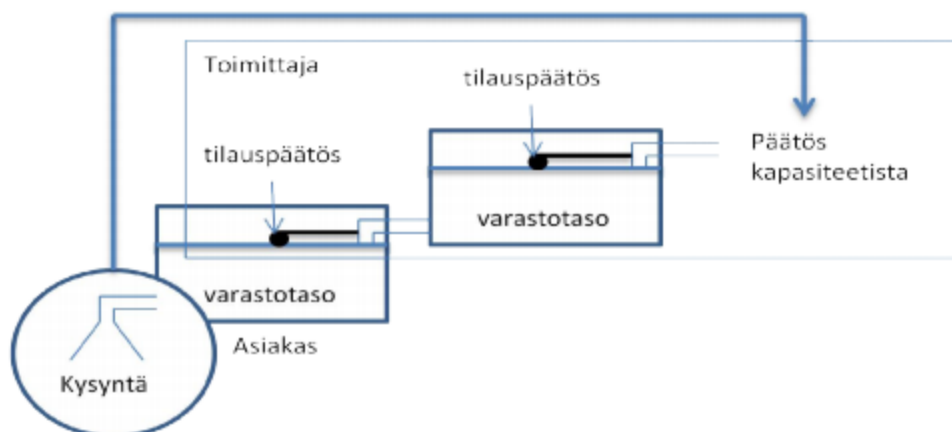 Toimittaja
tilauspäätös
tilauspäätös
Päätös
kapasiteetista
varastotaso
varastotaso
Asiakas
Kysyntä